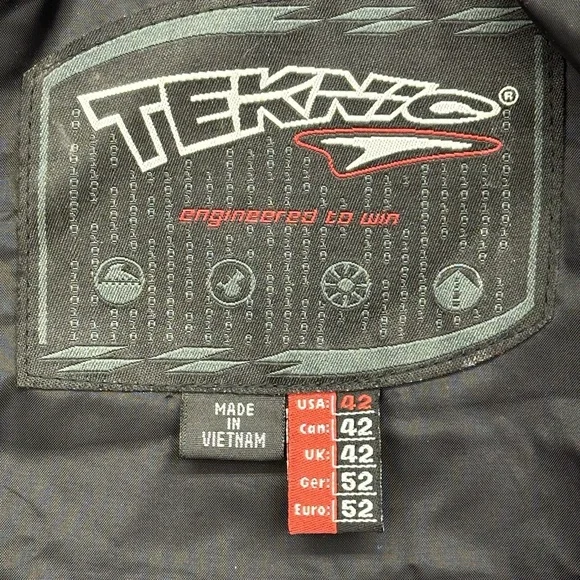 TEKNIC®
engineered to win
MADE
IN
VIETNAM
USA: 42
Can: 42
UK: 42
Ger: 52
Euro: 52